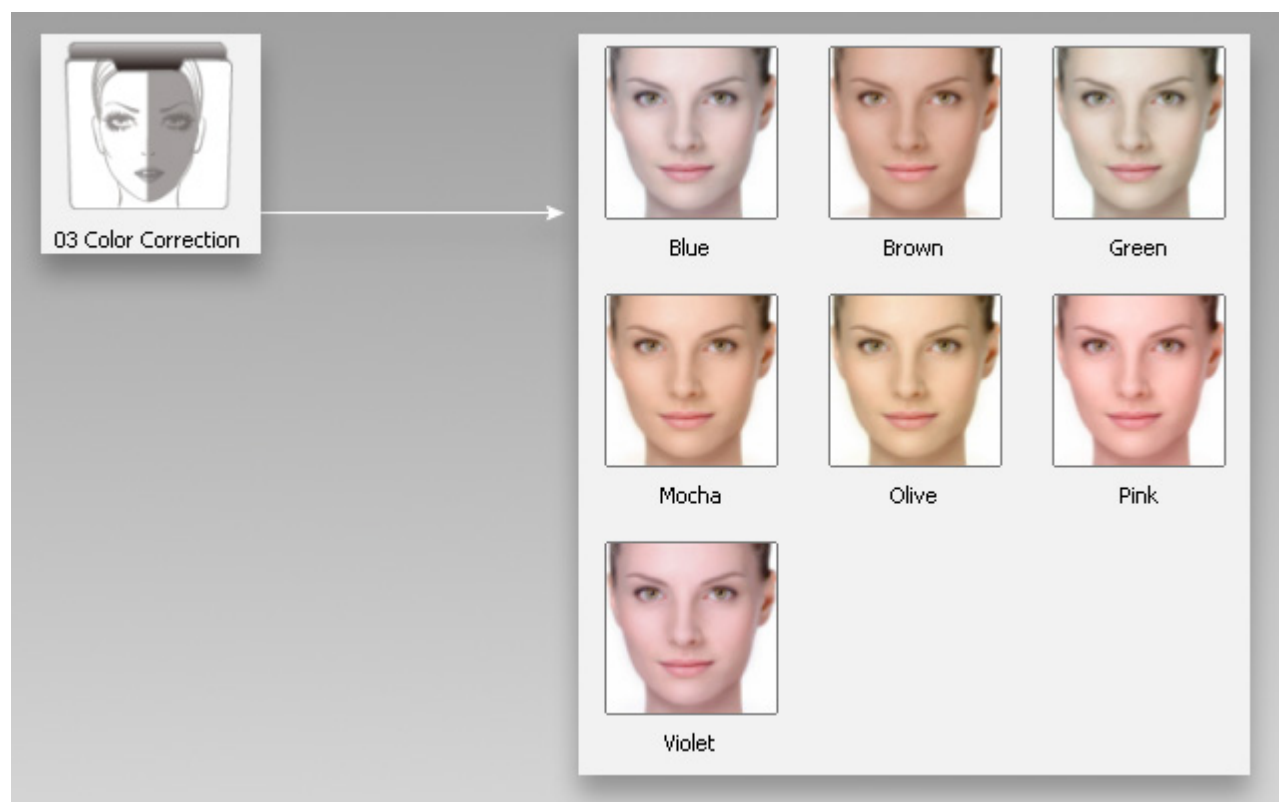 03 Color Correction
Blue
Brown
Green
Mocha
Olive
Pink
Violet